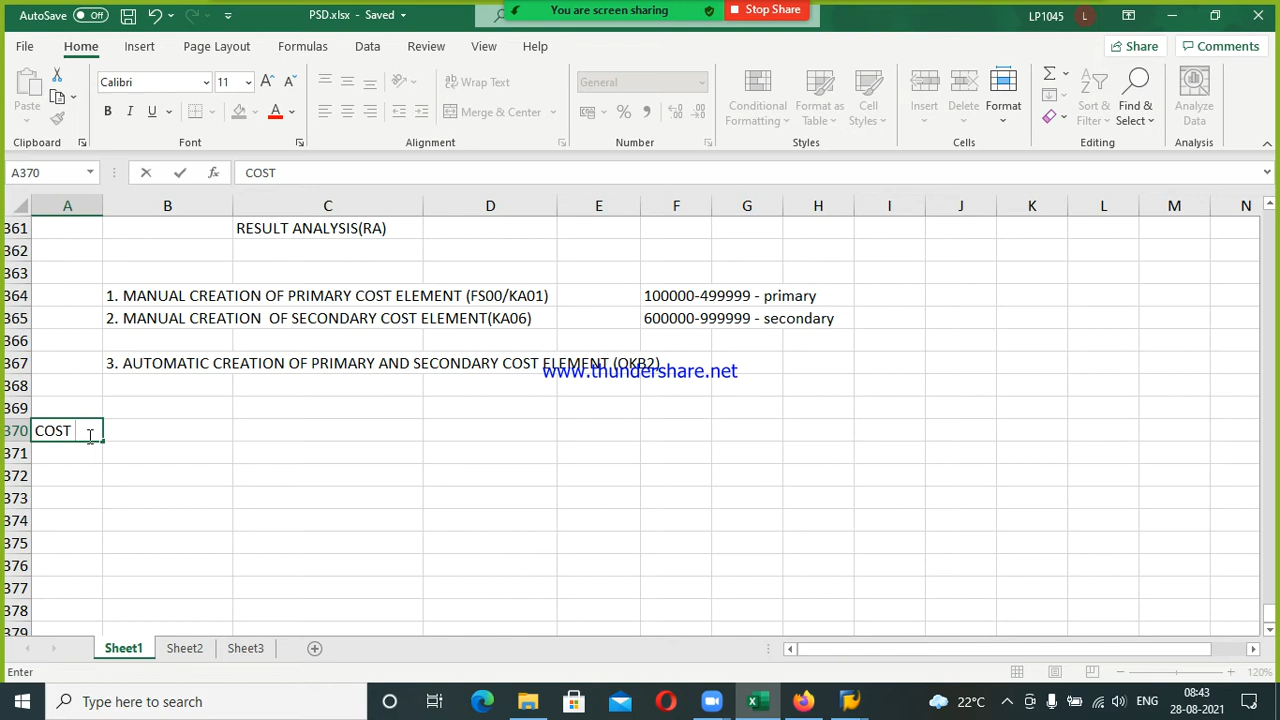 AutoSave Off PSD.xlsx - Saved You are screen sharing Stop Share LP1045 L
File Home Insert Page Layout Formulas Data Review View Help Share Comments
Paste Calibri 11 B I U A Wrap Text Merge & Center General % Conditional Formatting Format as Table Cell Styles Insert Delete Format Sort & Filter Find & Select Analyze Data
Clipboard Font Alignment Number Styles Cells Editing Analysis
A370 fx COST
A B C D E F G H I J K L M N
361 RESULT ANALYSIS(RA)
362
363
364 1. MANUAL CREATION OF PRIMARY COST ELEMENT (FS00/KA01) 100000-499999 - primary
365 2. MANUAL CREATION OF SECONDARY COST ELEMENT(KA06) 600000-999999 - secondary
366
367 3. AUTOMATIC CREATION OF PRIMARY AND SECONDARY COST ELEMENT (OKB2)
www.thundershare.net
368
369
370 COST
371
372
373
374
375
376
377
378
379
Sheet1 Sheet2 Sheet3
Enter 120%
Type here to search 22°C ENG 08:43
28-08-2021